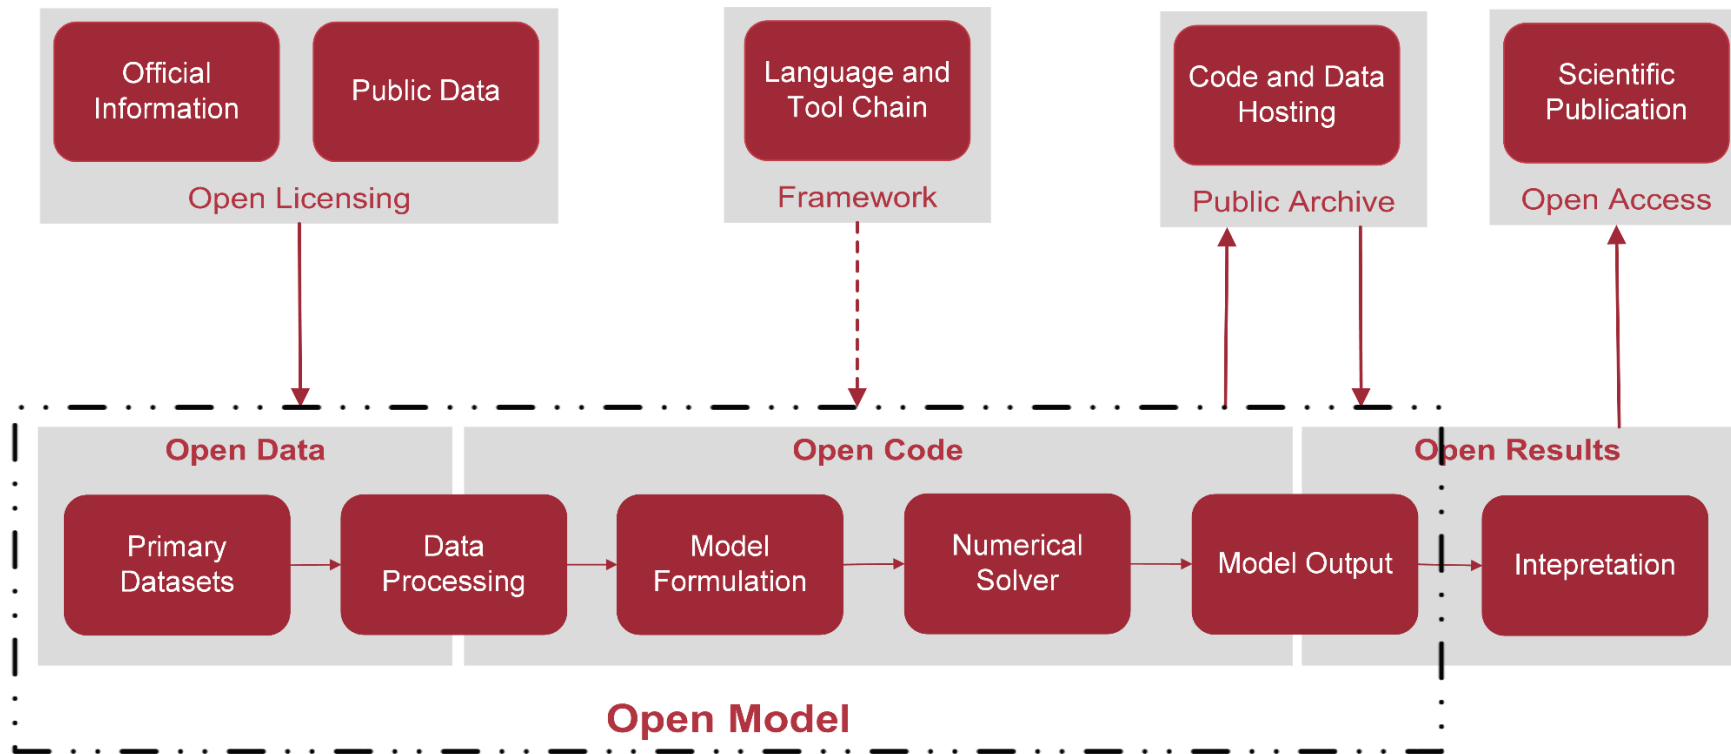 Official
Information
Public Data
Open Licensing
Language and
Tool Chain
Framework
Code and Data
Hosting
Public Archive
Scientific
Publication
Open Access
Open Data
Open Code
Open Results
Primary
Datasets
Data
Processing
Model
Formulation
Numerical
Solver
Model Output
Intepretation
Open Model